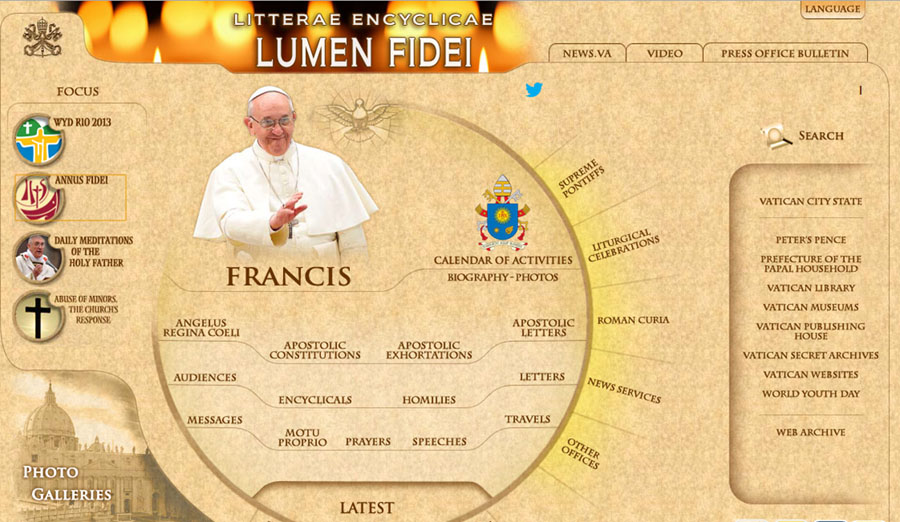 LITTERAE ENCYCLICAE
LUMEN FIDEI
LANGUAGE
NEWS.VA
VIDEO
PRESS OFFICE BULLETIN
FOCUS
WYD RIO 2013
ANNUS FIDEI
DAILY MEDITATIONS
OF THE
HOLY FATHER
ABUSE OF MINORS.
THE CHURCH'S
RESPONSE
PHOTO
GALLERIES
FRANCIS
CALENDAR OF ACTIVITIES
BIOGRAPHY - PHOTOS
ANGELUS
REGINA COELI
APOSTOLIC
CONSTITUTIONS
APOSTOLIC
EXHORTATIONS
APOSTOLIC
LETTERS
AUDIENCES
ENCYCLICALS
HOMILIES
LETTERS
MESSAGES
MOTU
PROPRIO
PRAYERS
SPEECHES
TRAVELS
LATEST
SUPREME
PONTIFFS
LITURGICAL
CELEBRATIONS
ROMAN CURIA
NEWS SERVICES
OTHER
OFFICES
SEARCH
VATICAN CITY STATE
PETER'S PENCE
PREFECTURE OF THE
PAPAL HOUSEHOLD
VATICAN LIBRARY
VATICAN MUSEUMS
VATICAN PUBLISHING
HOUSE
VATICAN SECRET ARCHIVES
VATICAN WEBSITES
WORLD YOUTH DAY
WEB ARCHIVE